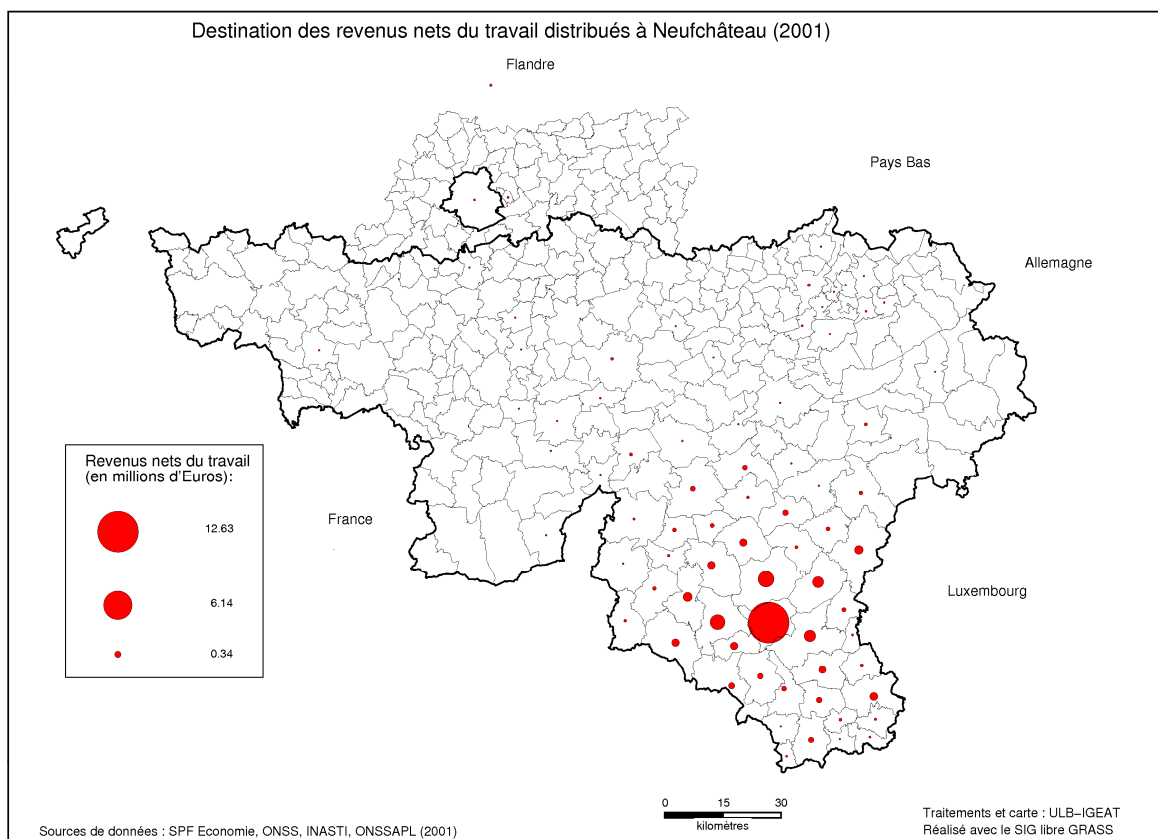 Destination des revenus nets du travail distribués à Neufchâteau (2001)
Flandre
Pays Bas
Allemagne
Revenus nets du travail
(en millions d'Euros):
12.63
6.14
0.34
France
Luxembourg
0 15 30
kilomètres
Sources de données : SPF Economie, ONSS, INASTI, ONSSAPL (2001)
Traitements et carte : ULB-IGEAT
Réalisé avec le SIG libre GRASS